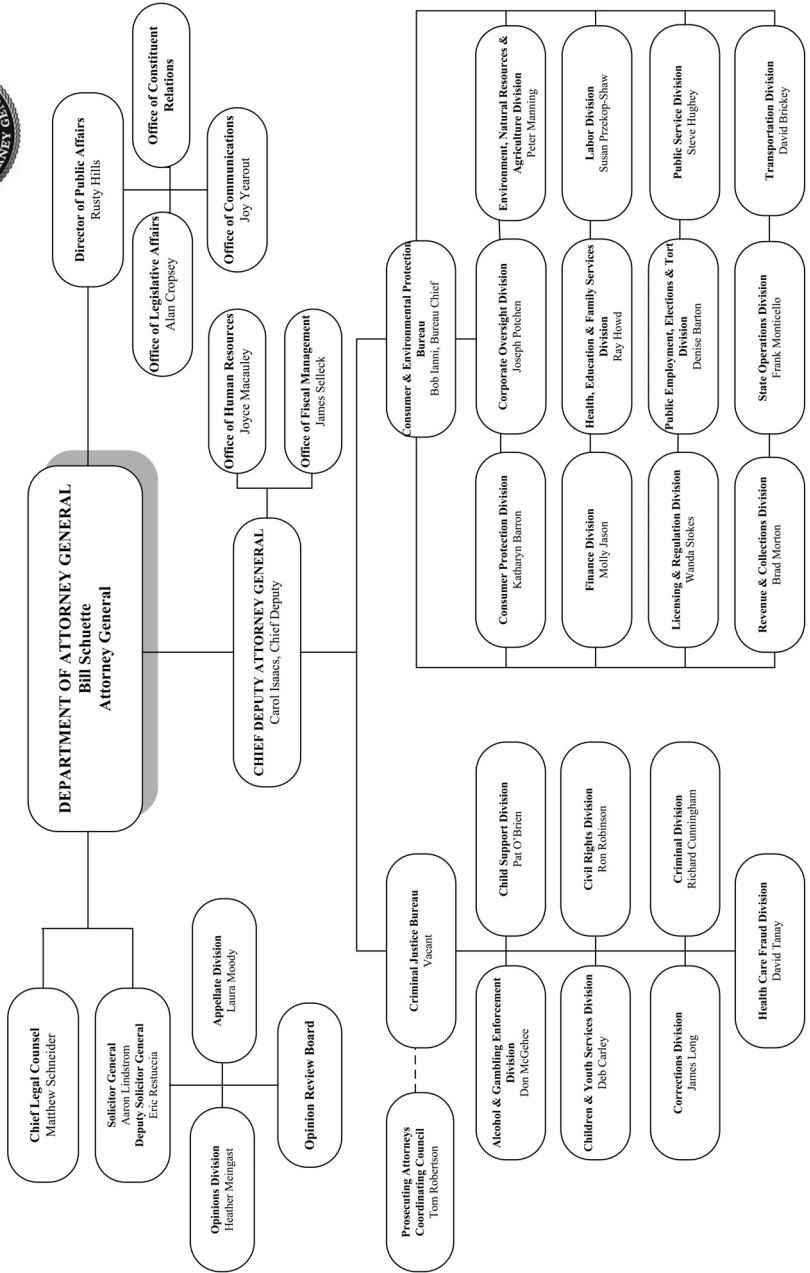 DEPARTMENT OF ATTORNEY GENERAL
Bill Schuette
Attorney General
Chief Legal Counsel
Matthew Schneider
Solicitor General
Aaron Lindstrom
Deputy Solicitor General
Eric Restuccia
Opinions Division
Heather Meingast
Appellate Division
Laura Moody
Opinion Review Board
Director of Public Affairs
Rusty Hills
Office of Legislative Affairs
Alan Cropsey
Office of Constituent
Relations
Office of Communications
Joy Yearout
CHIEF DEPUTY ATTORNEY GENERAL
Carol Isaacs, Chief Deputy
Office of Human Resources
Joyce Macauley
Office of Fiscal Management
James Selleck
Prosecuting Attorneys
Coordinating Council
Tom Robertson
Criminal Justice Bureau
Vacant
Alcohol & Gambling Enforcement
Division
Don McGehee
Child Support Division
Pat O'Brien
Children & Youth Services Division
Deb Carley
Civil Rights Division
Ron Robinson
Corrections Division
James Long
Criminal Division
Richard Cunningham
Health Care Fraud Division
David Tanay
Consumer & Environmental Protection
Bureau
Bob Ianni, Bureau Chief
Consumer Protection Division
Katharyn Barron
Corporate Oversight Division
Joseph Potchen
Environment, Natural Resources &
Agriculture Division
Peter Manning
Finance Division
Molly Jason
Health, Education & Family Services
Division
Ray Howd
Labor Division
Susan Przekop-Shaw
Licensing & Regulation Division
Wanda Stokes
Public Employment, Elections & Tort
Division
Denise Barton
Public Service Division
Steve Hughey
Revenue & Collections Division
Brad Morton
State Operations Division
Frank Monticello
Transportation Division
David Brickey